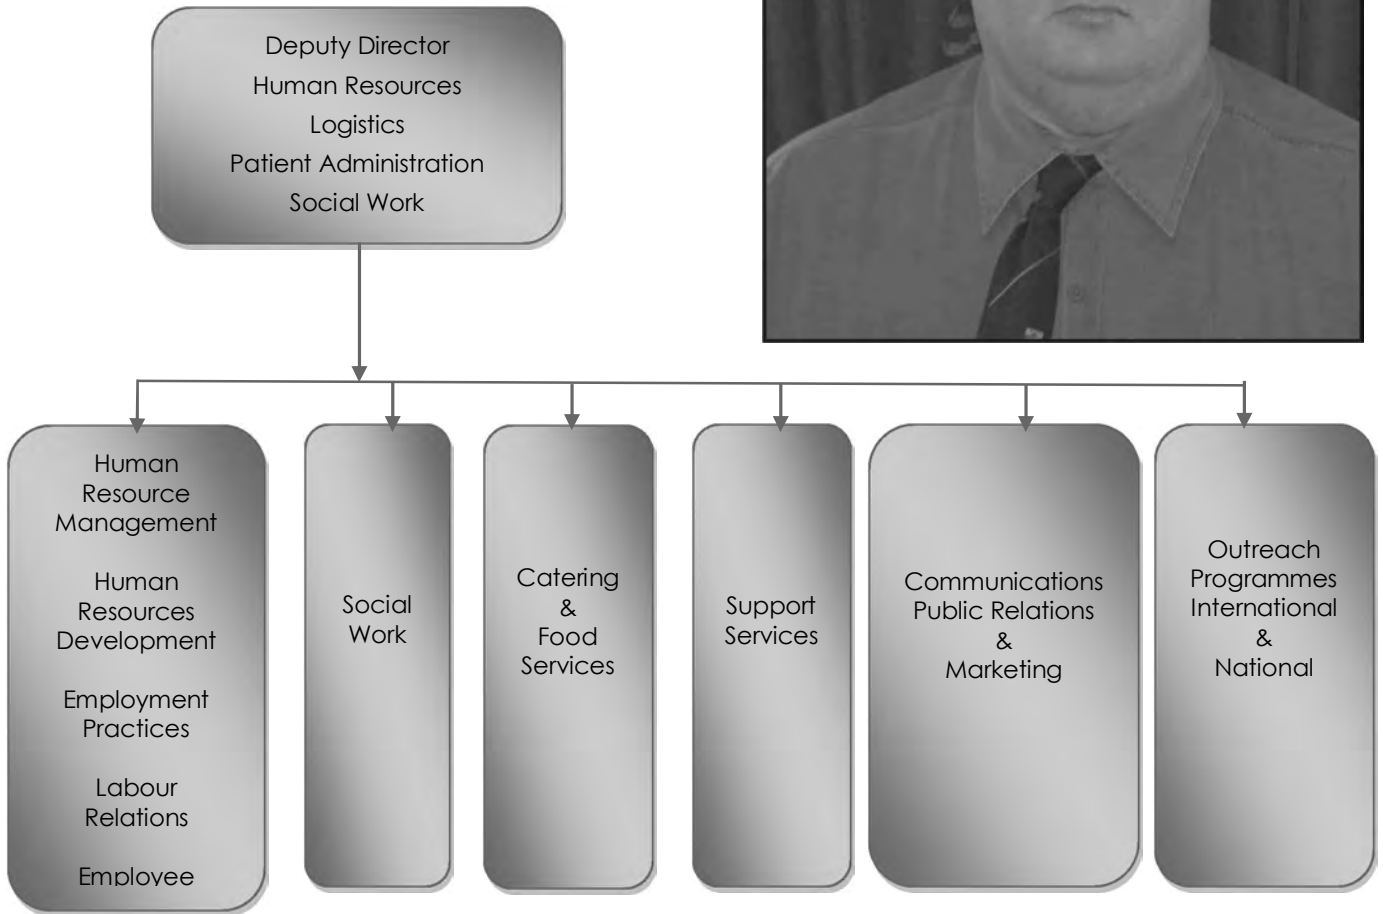 Deputy Director
Human Resources
Logistics
Patient Administration
Social Work
Human
Resource
Management
Human
Resources
Development
Employment
Practices
Labour
Relations
Employee
Social
Work
Catering
&
Food
Services
Support
Services
Communications
Public Relations
&
Marketing
Outreach
Programmes
International
&
National